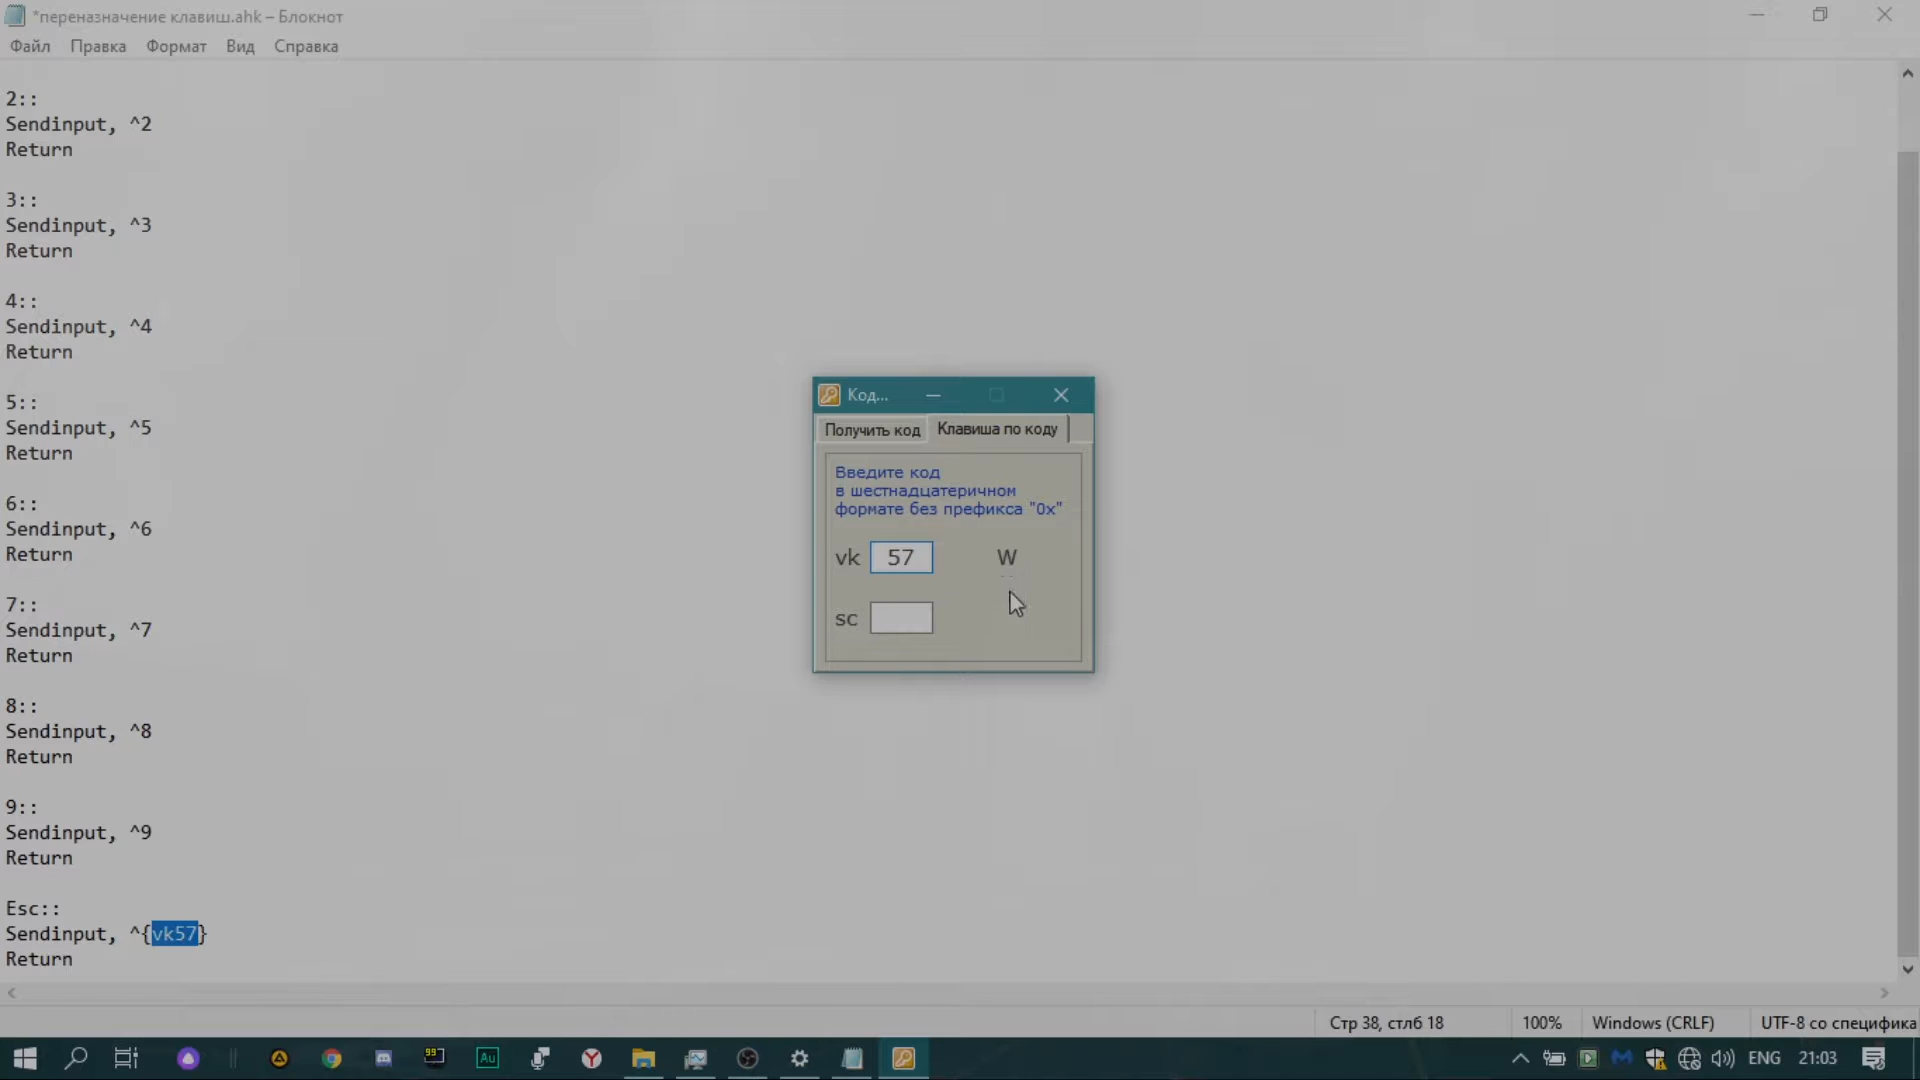 *переназначение клавиш.ahk – Блокнот
Файл Правка Формат Вид Справка
2::
Sendinput, ^2
Return
3::
Sendinput, ^3
Return
4::
Sendinput, ^4
Return
5::
Sendinput, ^5
Return
6::
Sendinput, ^6
Return
7::
Sendinput, ^7
Return
8::
Sendinput, ^8
Return
9::
Sendinput, ^9
Return
Esc::
Sendinput, ^{vk57}
Return
Код...
Получить код Клавиша по коду
Введите код
в шестнадцатеричном
формате без префикса "0x"
vk 57 W
sc
Стр 38, стлб 18 100% Windows (CRLF) UTF-8 со специфика
99 Au ENG 21:03